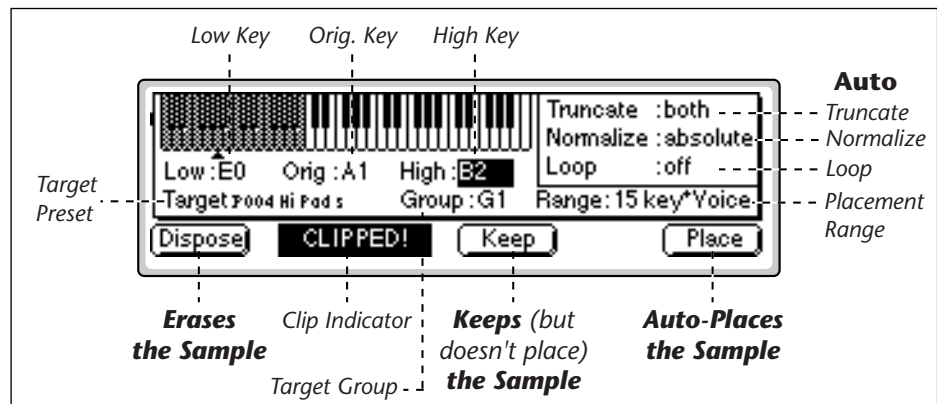 Low Key Orig. Key High Key
Auto
Truncate :both Truncate
Normalize :absolute Normalize
Low :E0 Orig :A1 High :B2 Loop :off Loop
Target Preset
Target P004 Hi Pad s Group :G1 Range: 15 key*Voice Placement Range
Dispose CLIPPED! Keep Place
Erases the Sample
Clip Indicator
Keeps (but doesn't place) the Sample
Auto-Places the Sample
Target Group